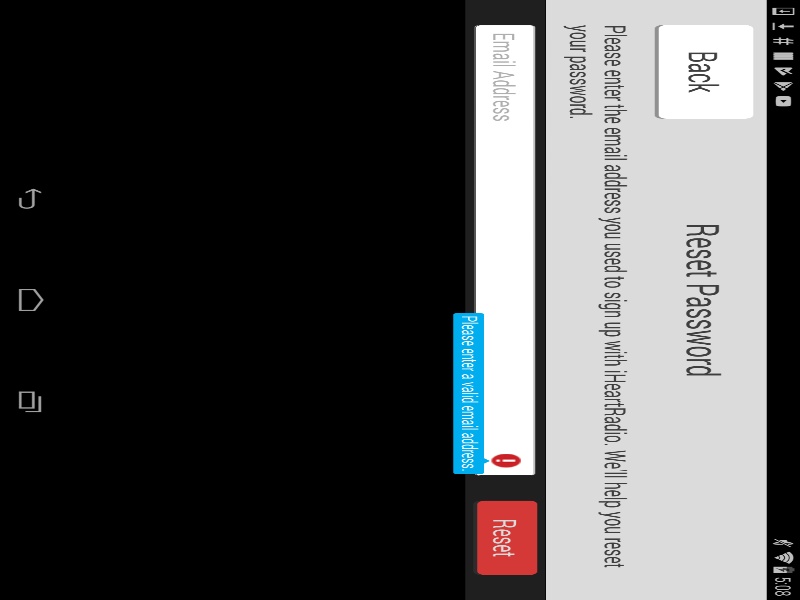 5:08
Back
Reset Password
Please enter the email address you used to sign up with iHeartRadio. We'll help you reset
your password.
Email Address
Please enter a valid email address.
Reset